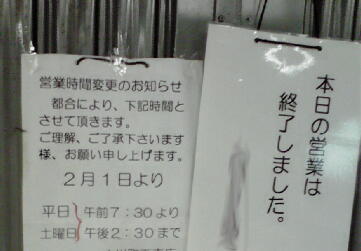 営業時間変更のお知らせ
都合により、下記時間と
させて頂きます。
ご理解、ご了承下さいます
様、お願い申し上げます。
2月1日より
平日 午前7:30より
土曜日 午後2:30まで
本日の営業は
終了しました。